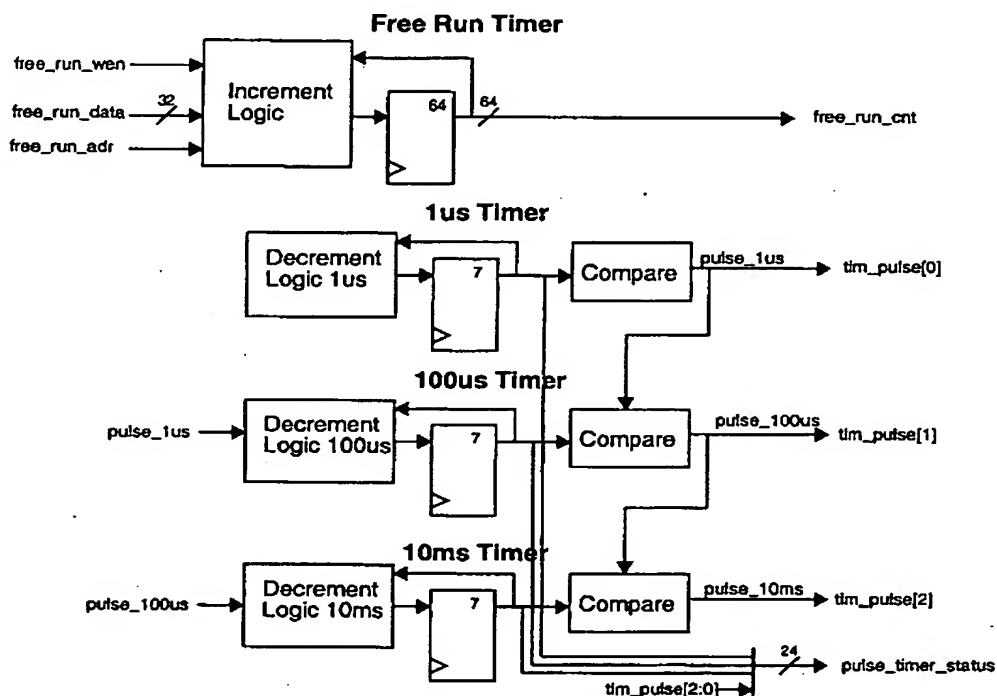 Free Run Timer
free_run_wen
free_run_data
32
free_run_adr
Increment
Logic
64
64
free_run_cnt
1us Timer
Decrement
Logic 1us
7
Compare
pulse_1us
tim_pulse[0]
100us Timer
pulse_1us
Decrement
Logic 100us
7
Compare
pulse_100us
tim_pulse[1]
10ms Timer
pulse_100us
Decrement
Logic 10ms
7
Compare
pulse_10ms
tim_pulse[2]
24
pulse_timer_status
tim_pulse[2:0]